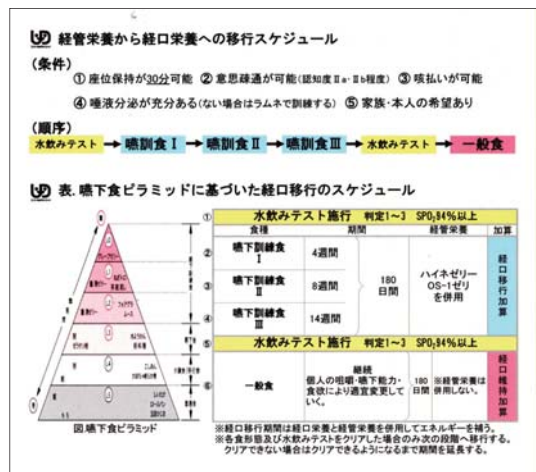 経管栄養から経口栄養への移行スケジュール
(条件)
① 座位保持が30分可能 ② 意思疎通が可能(認知度Ⅱa・Ⅱb程度) ③ 咳払いが可能
④ 唾液分泌が充分ある(ない場合はラムネで訓練する) ⑤ 家族・本人の希望あり
(順序)
水飲みテスト → 嚥訓食Ⅰ → 嚥訓食Ⅱ → 嚥訓食Ⅲ → 水飲みテスト → 一般食
表. 嚥下食ピラミッドに基づいた経口移行のスケジュール
① 水飲みテスト施行 判定1~3 SPO₂94%以上
食種 期間 経管栄養 加算
② 嚥下訓練食Ⅰ 4週間
③ 嚥下訓練食Ⅱ 8週間
④ 嚥下訓練食Ⅲ 14週間
180日間
ハイネゼリー
OS-1ゼリ
を併用
経口移行加算
⑤ 水飲みテスト施行 判定1~3 SPO₂94%以上
⑥ 一般食
継続
個人の咀嚼・嚥下能力・
食欲により適宜変更し
ていく。
180日間
※経管栄養は
併用しない。
経口維持加算
図.嚥下食ピラミッド
※経口移行期間は経口栄養と経管栄養を併用してエネルギーを補う。
※各食形態及び水飲みテストをクリアした場合のみ次の段階へ移行する。
クリアできない場合はクリアできるようになるまで期間を延長する。